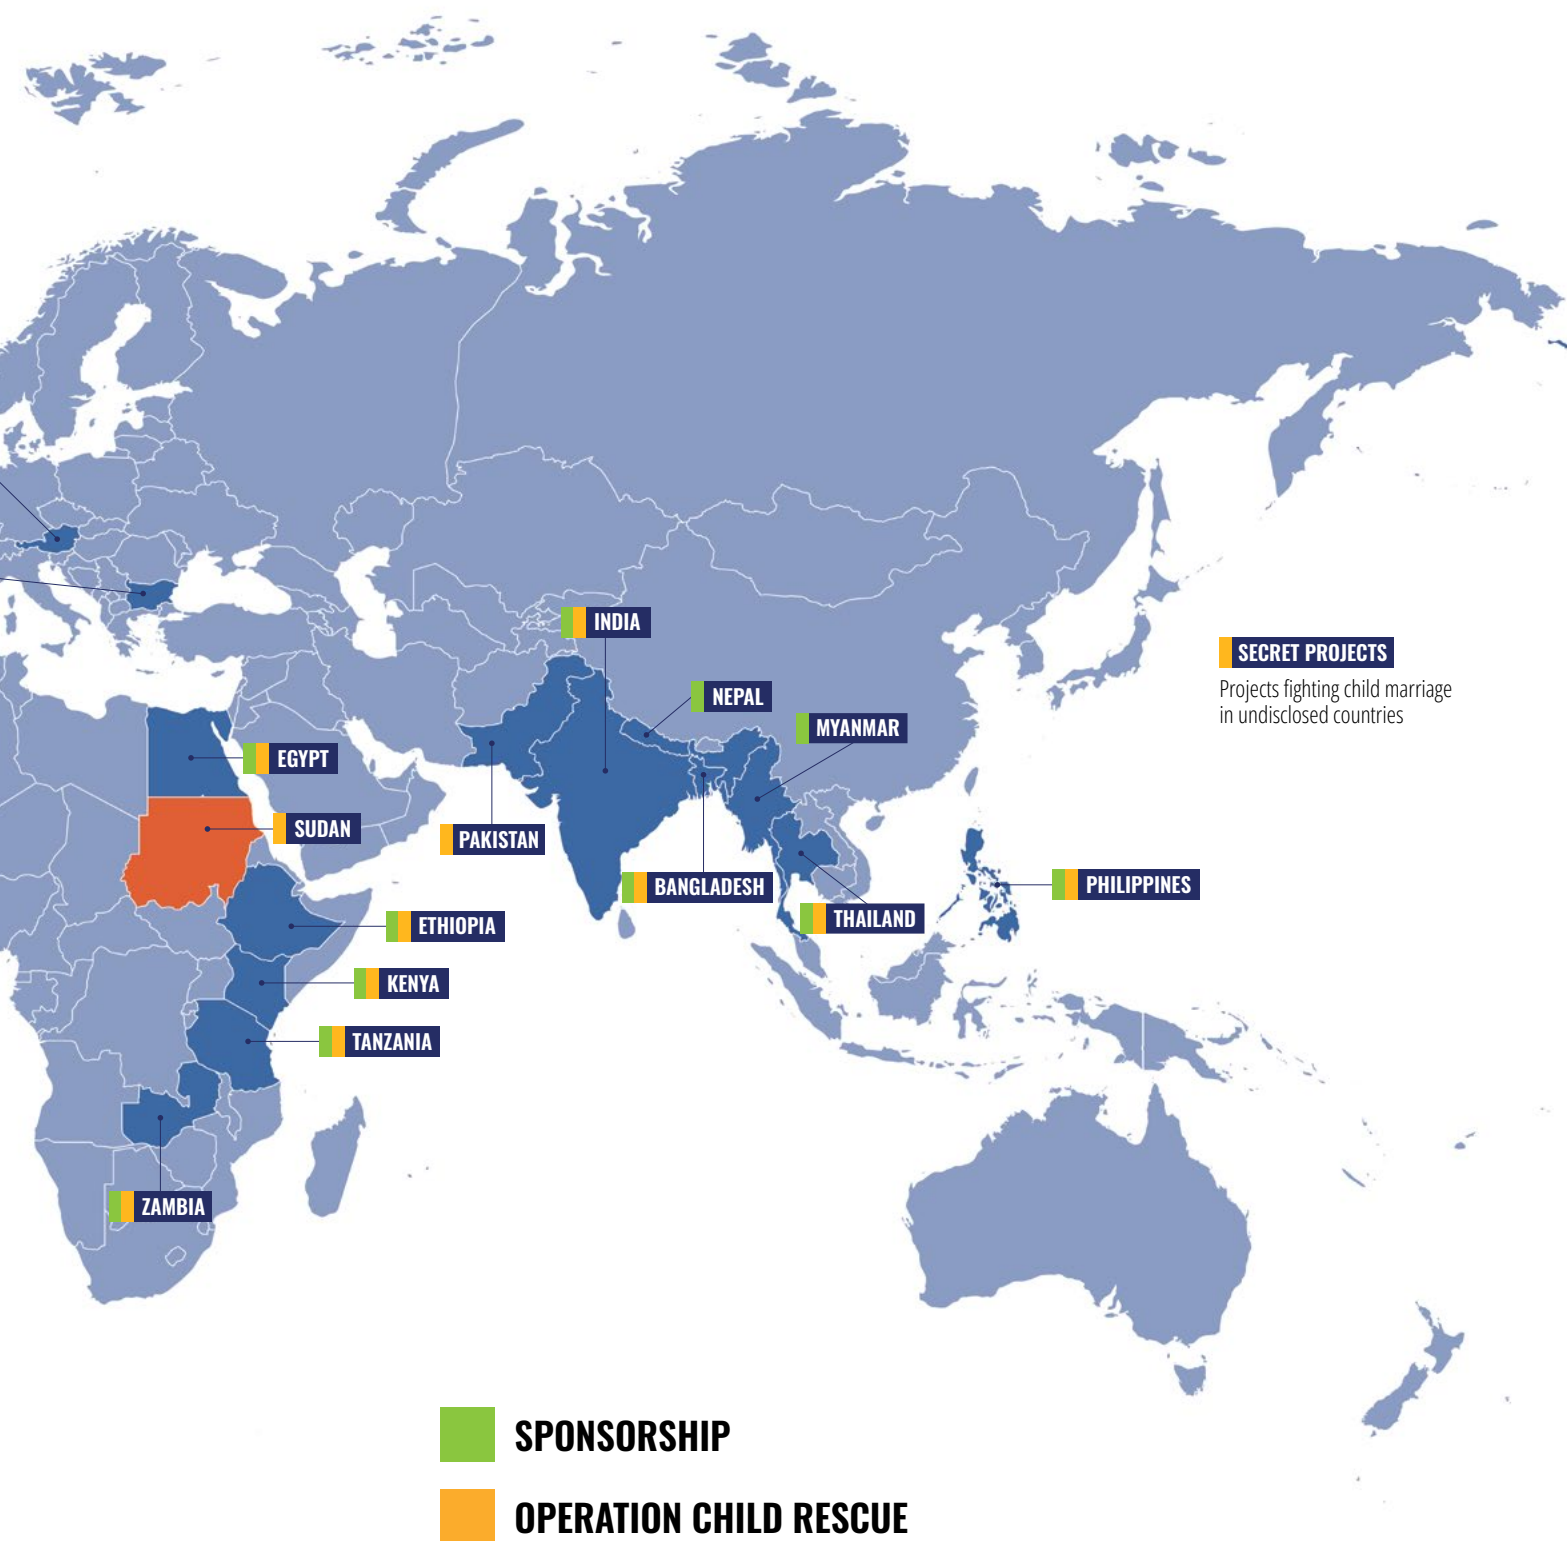 INDIA
SECRET PROJECTS
Projects fighting child marriage
in undisclosed countries
NEPAL
MYANMAR
EGYPT
SUDAN
PAKISTAN
BANGLADESH
PHILIPPINES
THAILAND
ETHIOPIA
KENYA
TANZANIA
ZAMBIA
SPONSORSHIP
OPERATION CHILD RESCUE